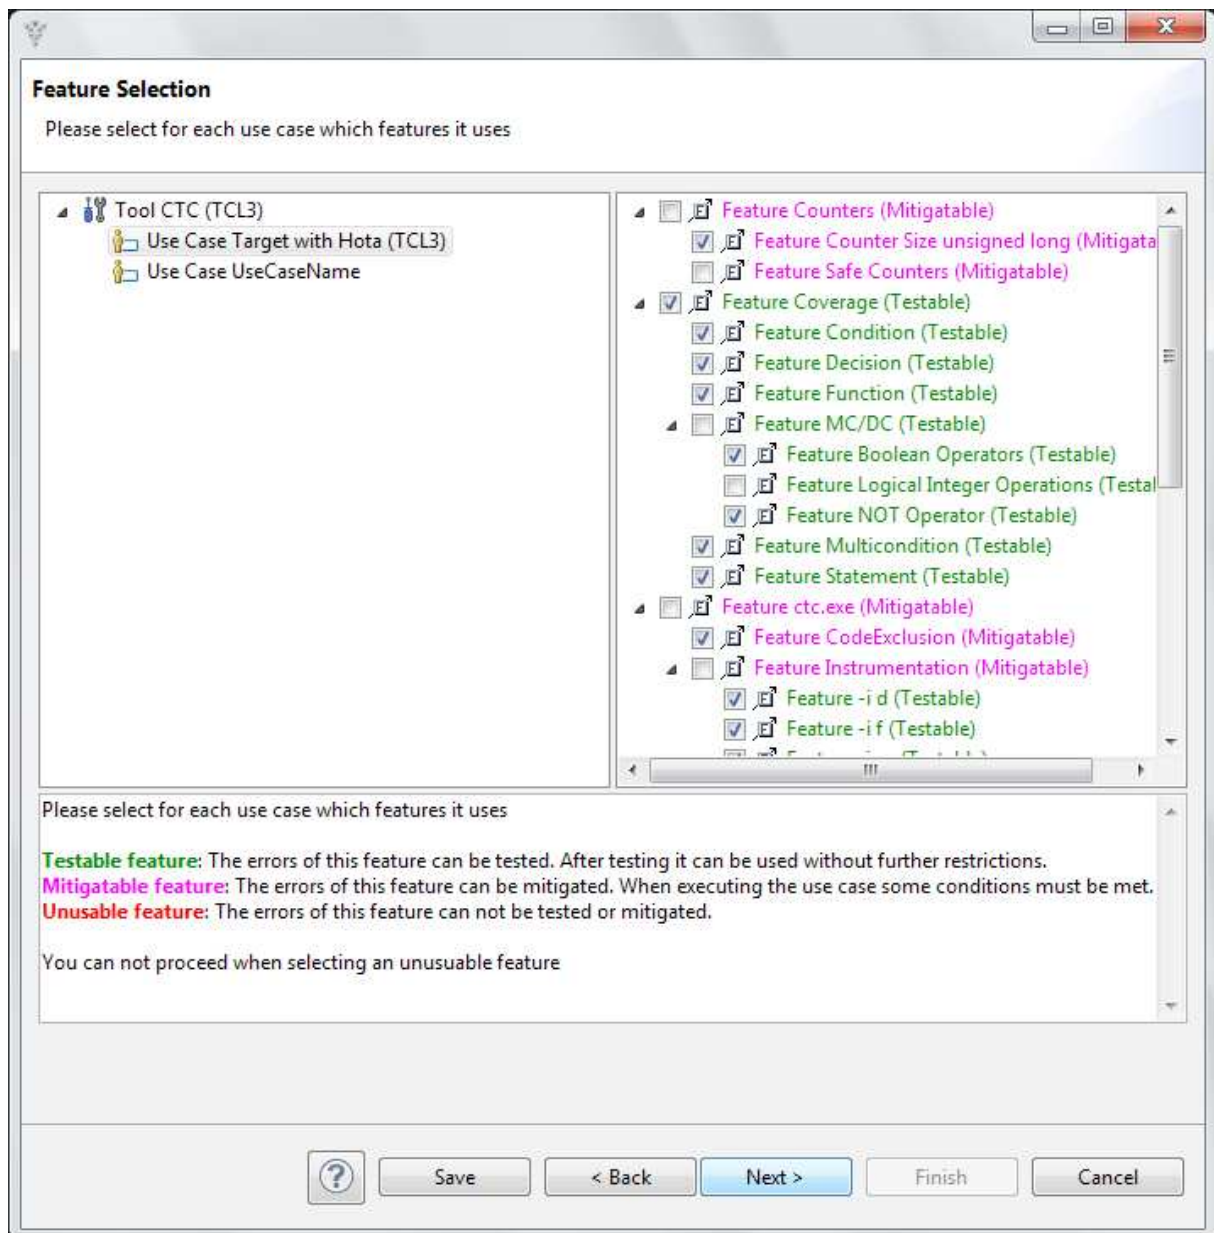 Feature Selection
Please select for each use case which features it uses
Tool CTC (TCL3)
Use Case Target with Hota (TCL3)
Use Case UseCaseName
Feature Counters (Mitigatable)
Feature Counter Size unsigned long (Mitigata
Feature Safe Counters (Mitigatable)
Feature Coverage (Testable)
Feature Condition (Testable)
Feature Decision (Testable)
Feature Function (Testable)
Feature MC/DC (Testable)
Feature Boolean Operators (Testable)
Feature Logical Integer Operations (Testal
Feature NOT Operator (Testable)
Feature Multicondition (Testable)
Feature Statement (Testable)
Feature ctc.exe (Mitigatable)
Feature CodeExclusion (Mitigatable)
Feature Instrumentation (Mitigatable)
Feature -i d (Testable)
Feature -i f (Testable)
Please select for each use case which features it uses
Testable feature: The errors of this feature can be tested. After testing it can be used without further restrictions.
Mitigatable feature: The errors of this feature can be mitigated. When executing the use case some conditions must be met.
Unusable feature: The errors of this feature can not be tested or mitigated.
You can not proceed when selecting an unusuable feature
?
Save
< Back
Next >
Finish
Cancel